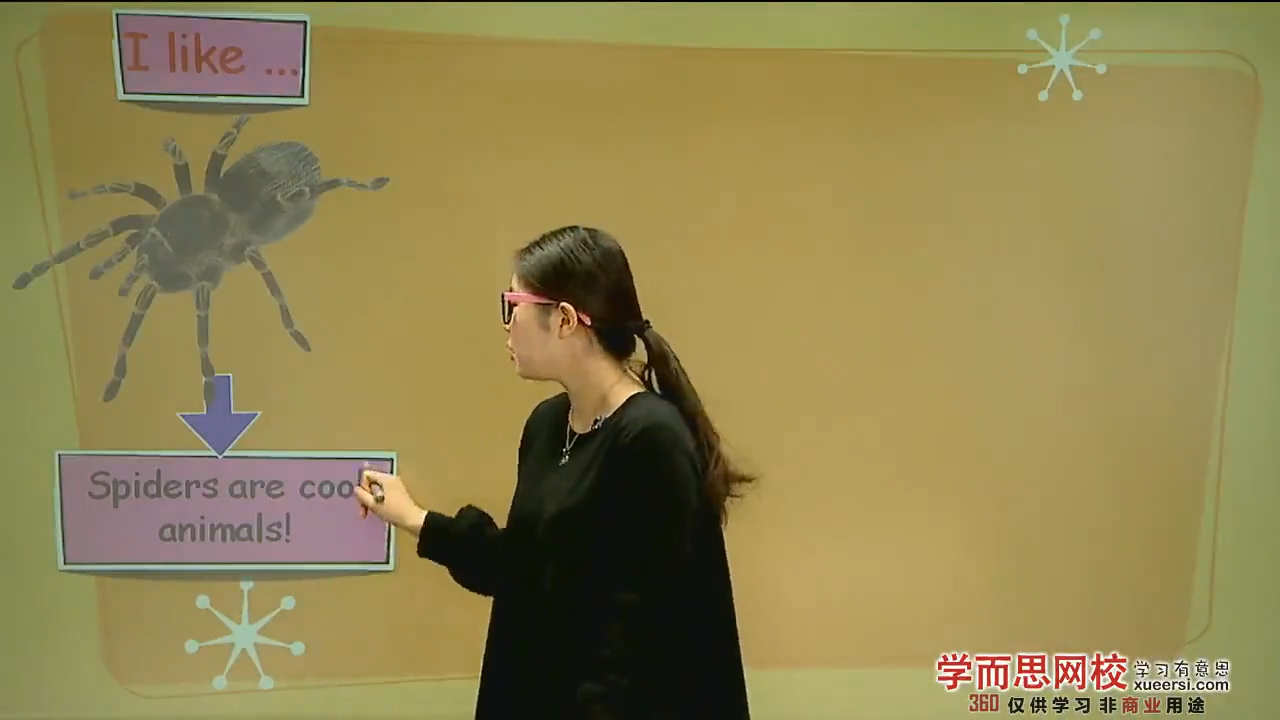 I like ...
Spiders are cool
animals!
学而思网校 学习有意思
xueersi.com
360 仅供学习 非商业用途